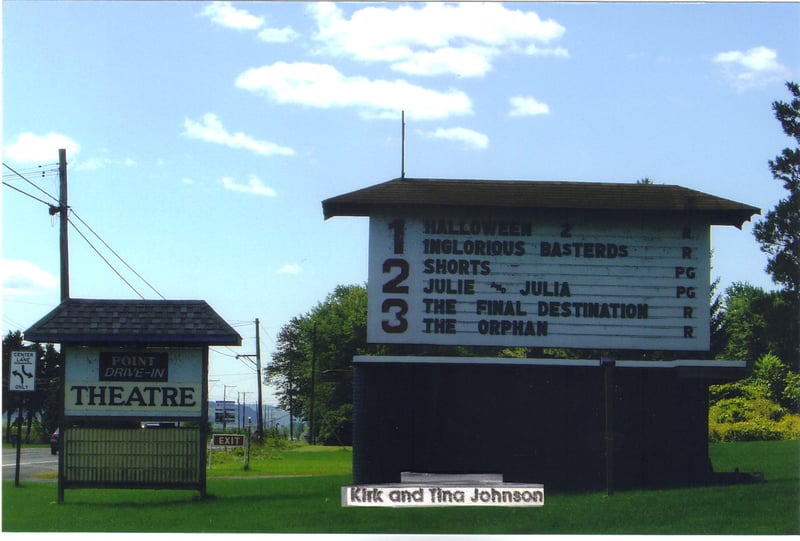 1 HALLOWEEN 2 R
INGLORIOUS BASTERDS R
2 SHORTS PG
JULIE AND JULIA PG
3 THE FINAL DESTINATION R
THE ORPHAN R
CENTER
LANE
ONLY
POINT
DRIVE-IN
THEATRE
EXIT
Kirk and Tina Johnson